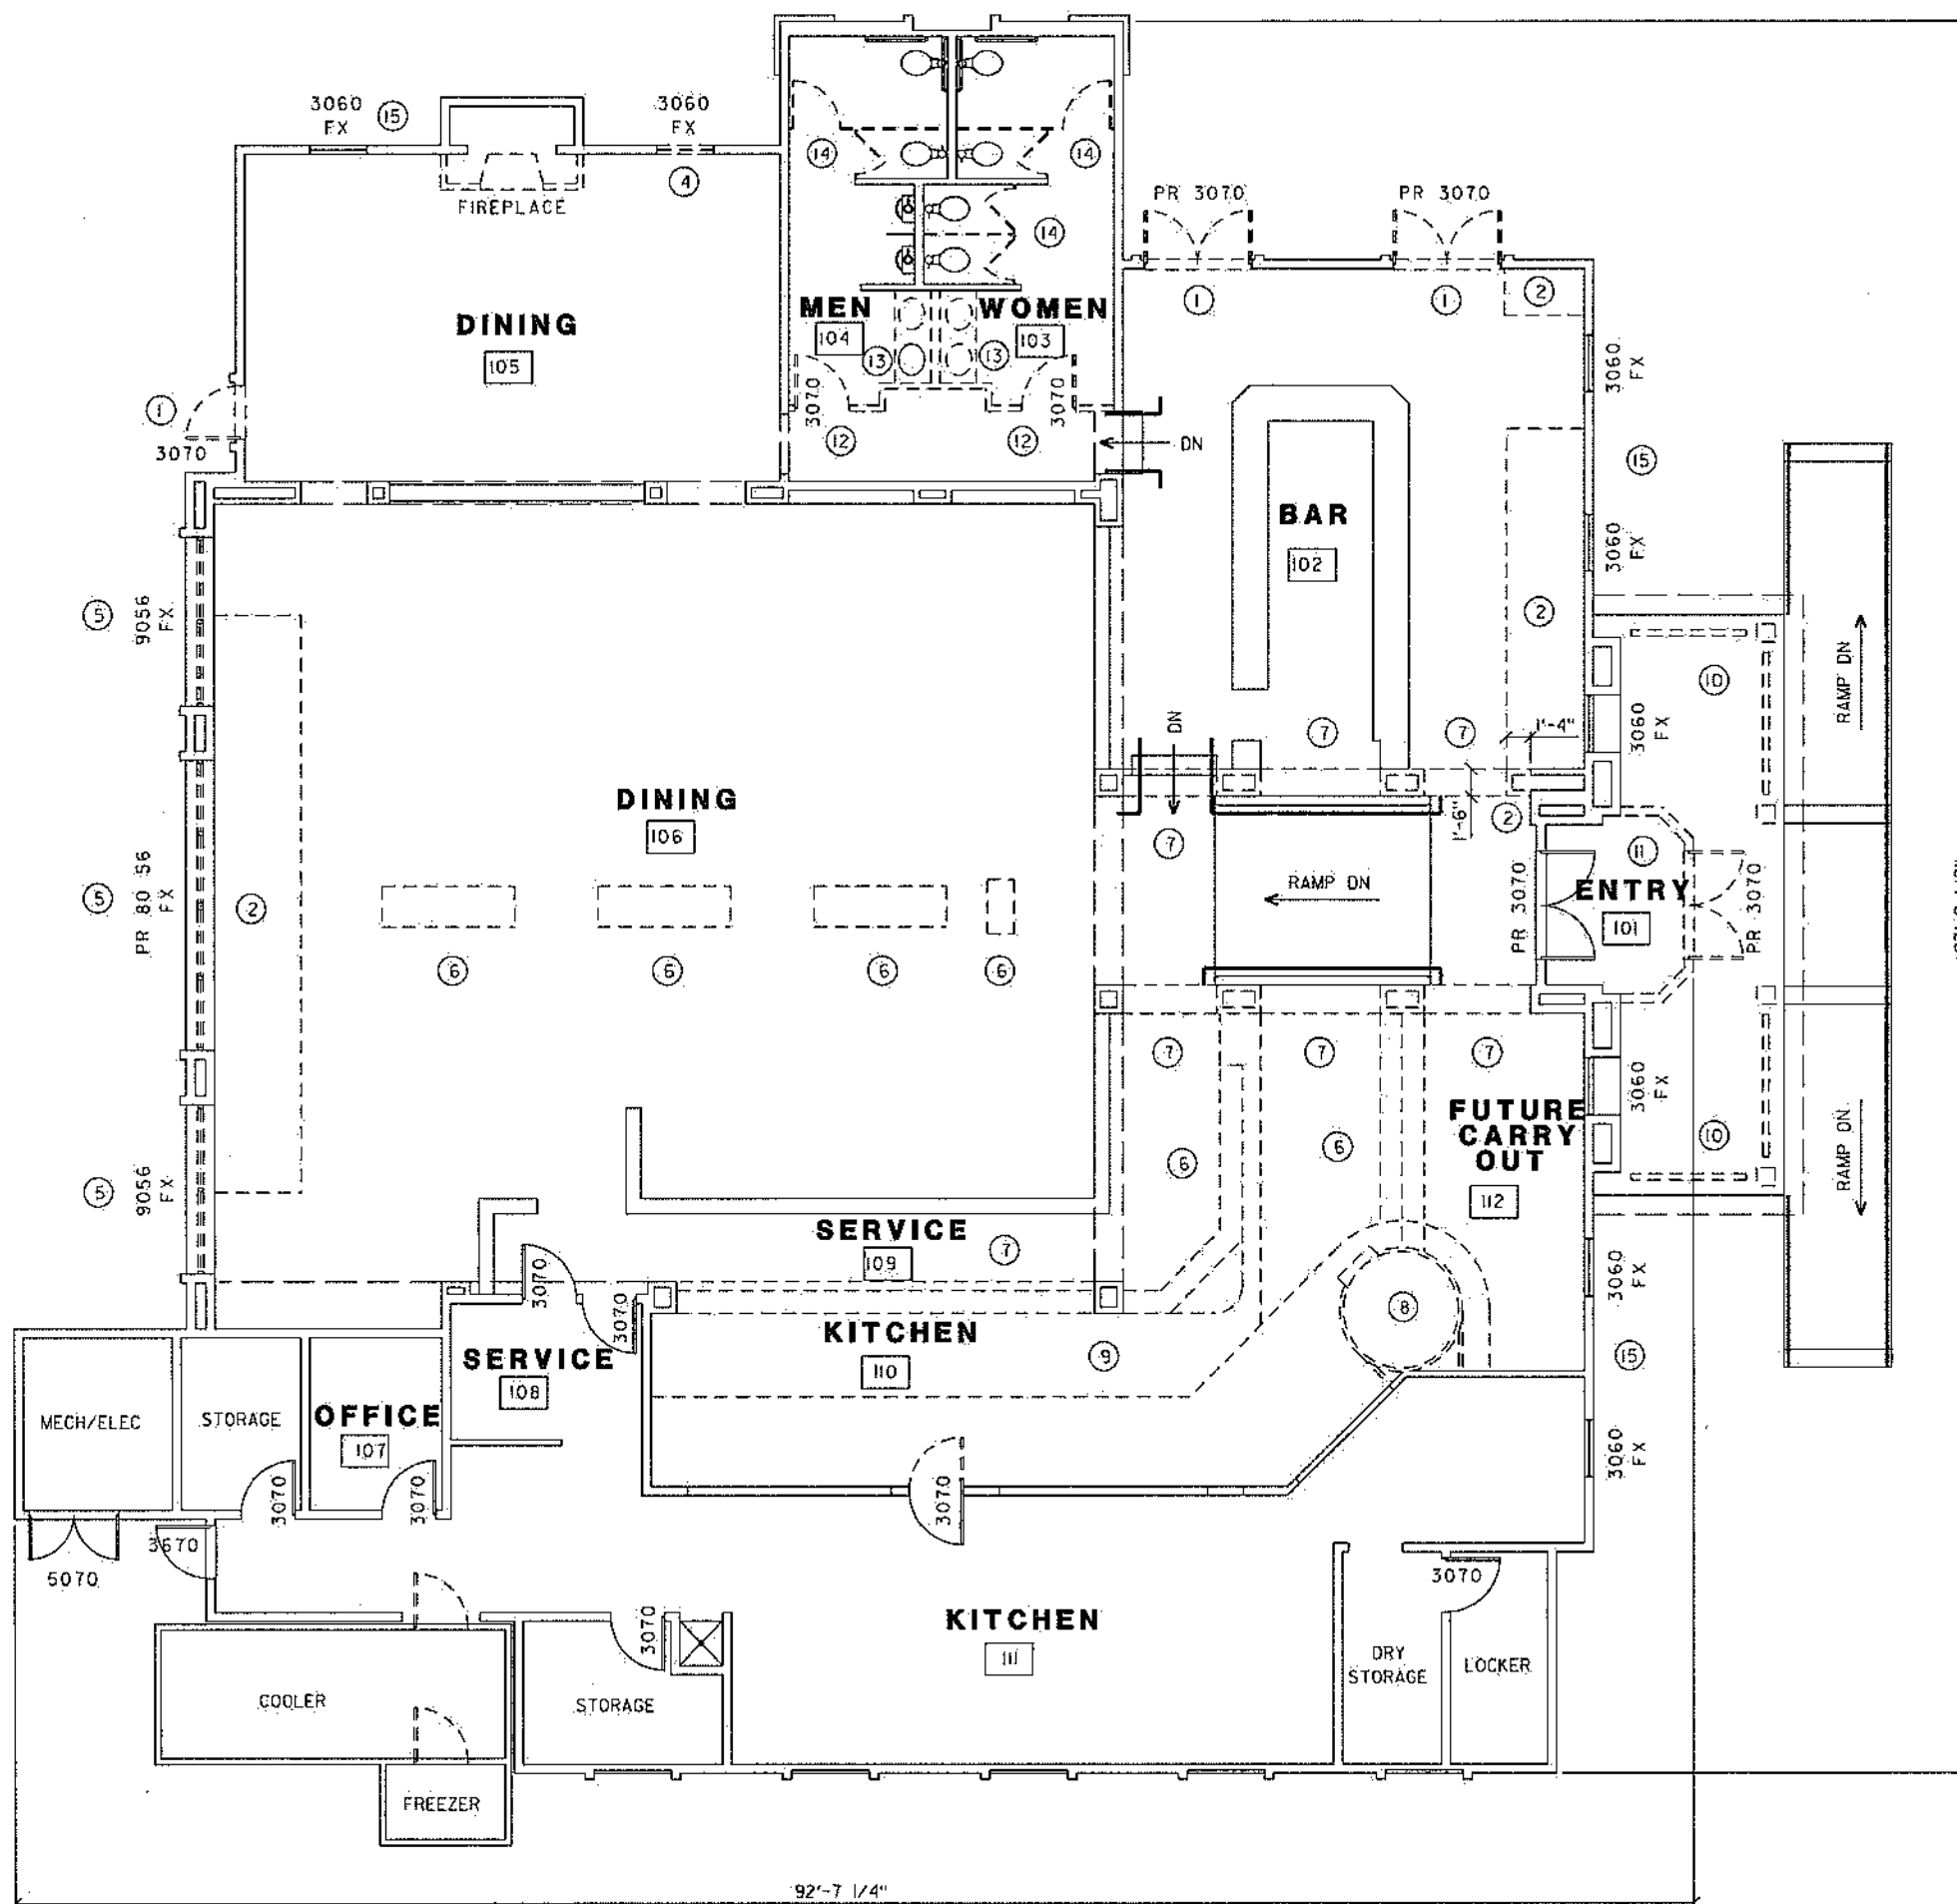 3060
FX
15
3060
FX
4
FIREPLACE
14
14
14
PR 3070
PR 3070
1
1
2
DINING
105
MEN
104
WOMEN
103
13
13
3070
3070
12
12
DN
1
3070
3060
FX
15
3060
FX
BAR
102
2
5
9056
FX
10
RAMP DN
3060
FX
DN
7
7
1'-4"
1'-6"
2
7
DINING
106
RAMP DN
PR 3070
11
ENTRY
101
PR 3070
5
PR 80 56
FX
2
6
6
6
6
7
7
7
3060
FX
10
RAMP DN
6
6
FUTURE
CARRY
OUT
112
5
9056
FX
SERVICE
109
7
3070
3070
3060
FX
8
KITCHEN
110
9
15
SERVICE
108
MECH/ELEC
STORAGE
OFFICE
107
3060
FX
3070
3070
3070
3670
5070
3070
KITCHEN
111
3070
COOLER
STORAGE
DRY
STORAGE
LOCKER
FREEZER
92'-7 1/4"